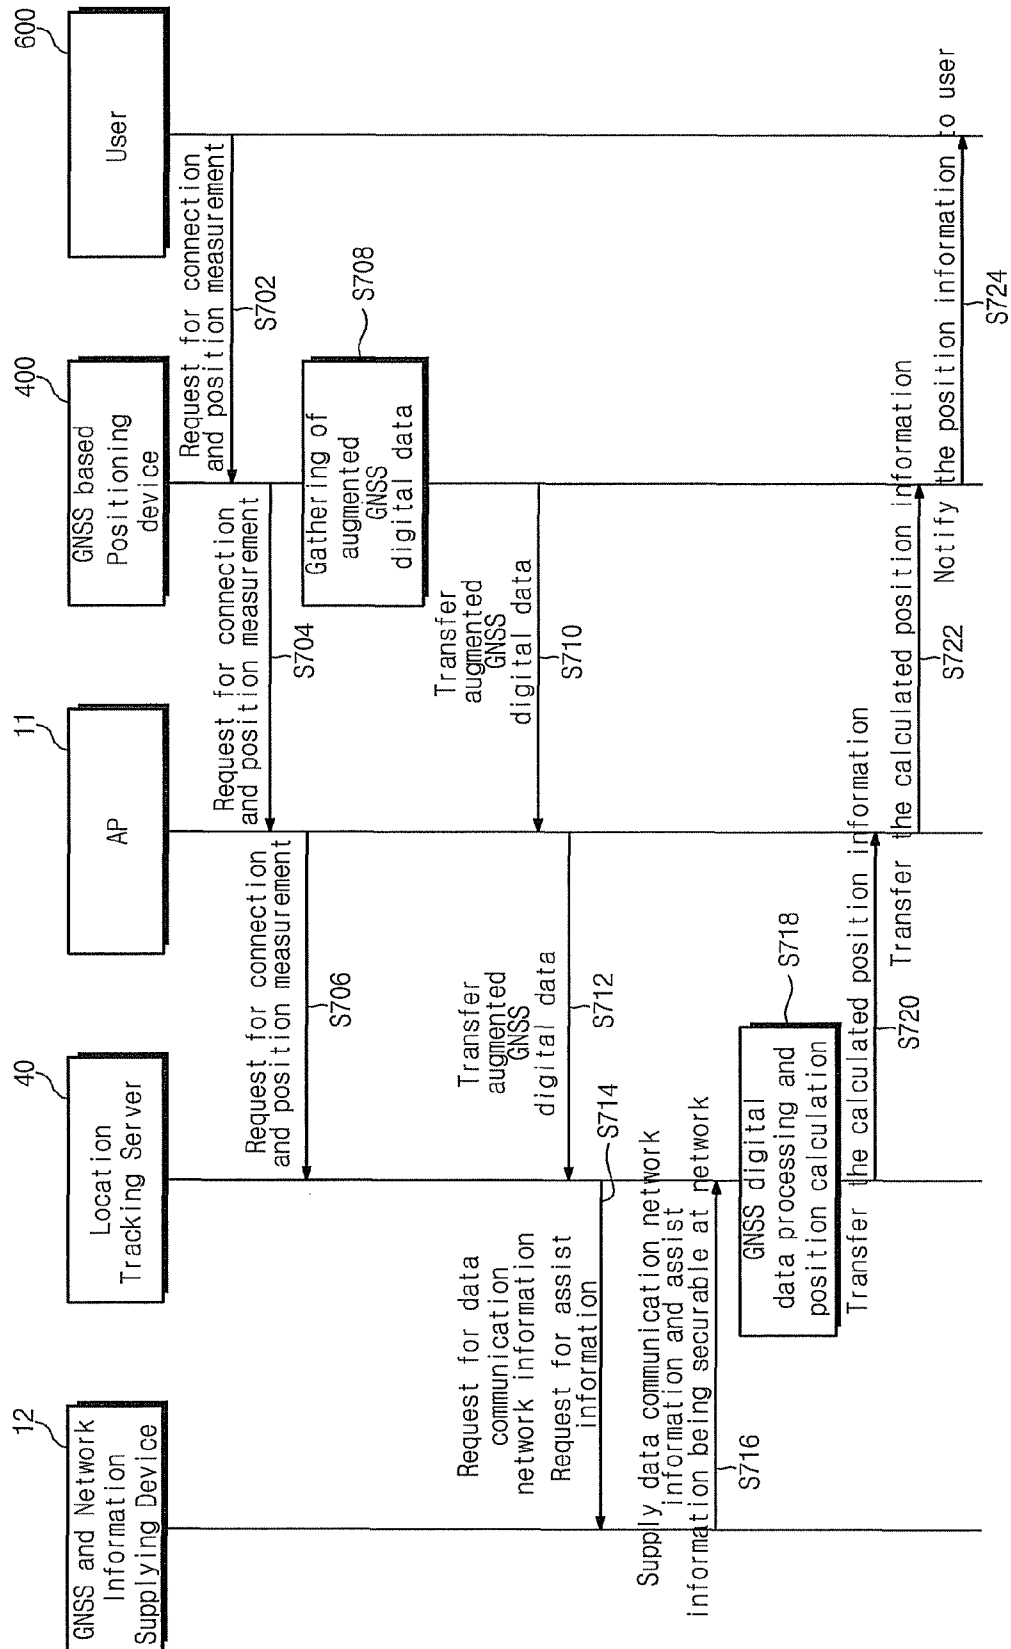 12
GNSS and Network
Information
Supplying Device
40
Location
Tracking Server
11
AP
400
GNSS based
Positioning
device
600
User
Request for connection
and position measurement
S702
Request for connection
and position measurement
S704
Request for connection
and position measurement
S706
Gathering of
augmented
GNSS
digital data
S708
Transfer
augmented
GNSS
digital data
S710
Transfer
augmented
GNSS
digital data
S712
Request for data
communication
network information
Request for assist
information
S714
Supply data communication network
information and assist
information being securable at network
S716
GNSS digital
data processing and
position calculation
S718
Transfer the calculated position information
S720
Transfer the calculated position information
S722
Notify the position information to user
S724